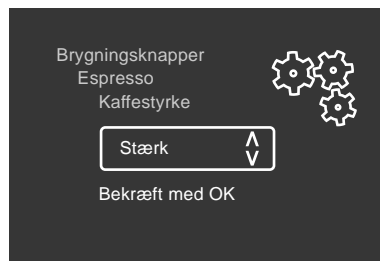 Brygningsknapper
Espresso
Kaffestyrke
Stærk
Bekræft med OK